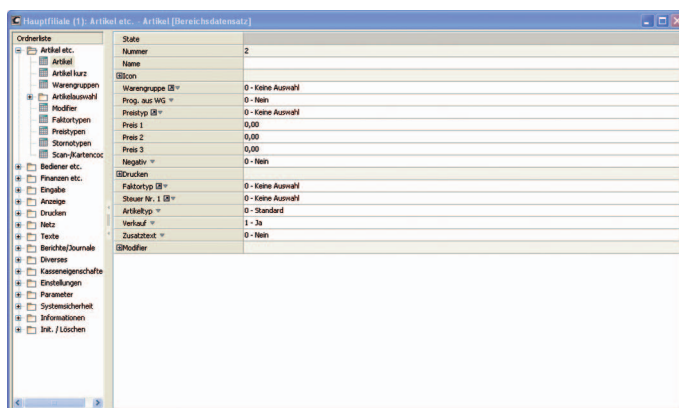 Hauptfiliale (1): Artikel etc. - Artikel [Bereichsdatensatz]
Ordnerliste
Artikel etc.
Artikel
Artikel kurz
Warengruppen
Artikelauswahl
Modifier
Faktortypen
Preistypen
Stornotypen
Scan-/Kartencoc
Bediener etc.
Finanzen etc.
Eingabe
Anzeige
Drucken
Netz
Texte
Berichte/Journale
Diverses
Kasseneigenschafte
Einstellungen
Parameter
Systemsicherheit
Informationen
Init. / Löschen
State
Nummer 2
Name
Icon
Warengruppe 0 - Keine Auswahl
Prog. aus WG 0 - Nein
Preistyp 0 - Keine Auswahl
Preis 1 0,00
Preis 2 0,00
Preis 3 0,00
Negativ 0 - Nein
Drucken
Faktortyp 0 - Keine Auswahl
Steuer Nr. 1 0 - Keine Auswahl
Artikeltyp 0 - Standard
Verkauf 1 - Ja
Zusatztext 0 - Nein
Modifier